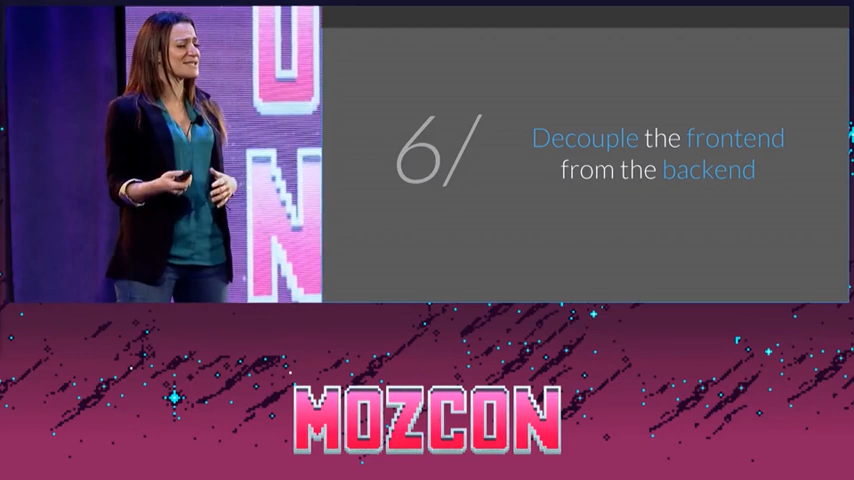 O
N
6/
Decouple the frontend
from the backend
MOZCON